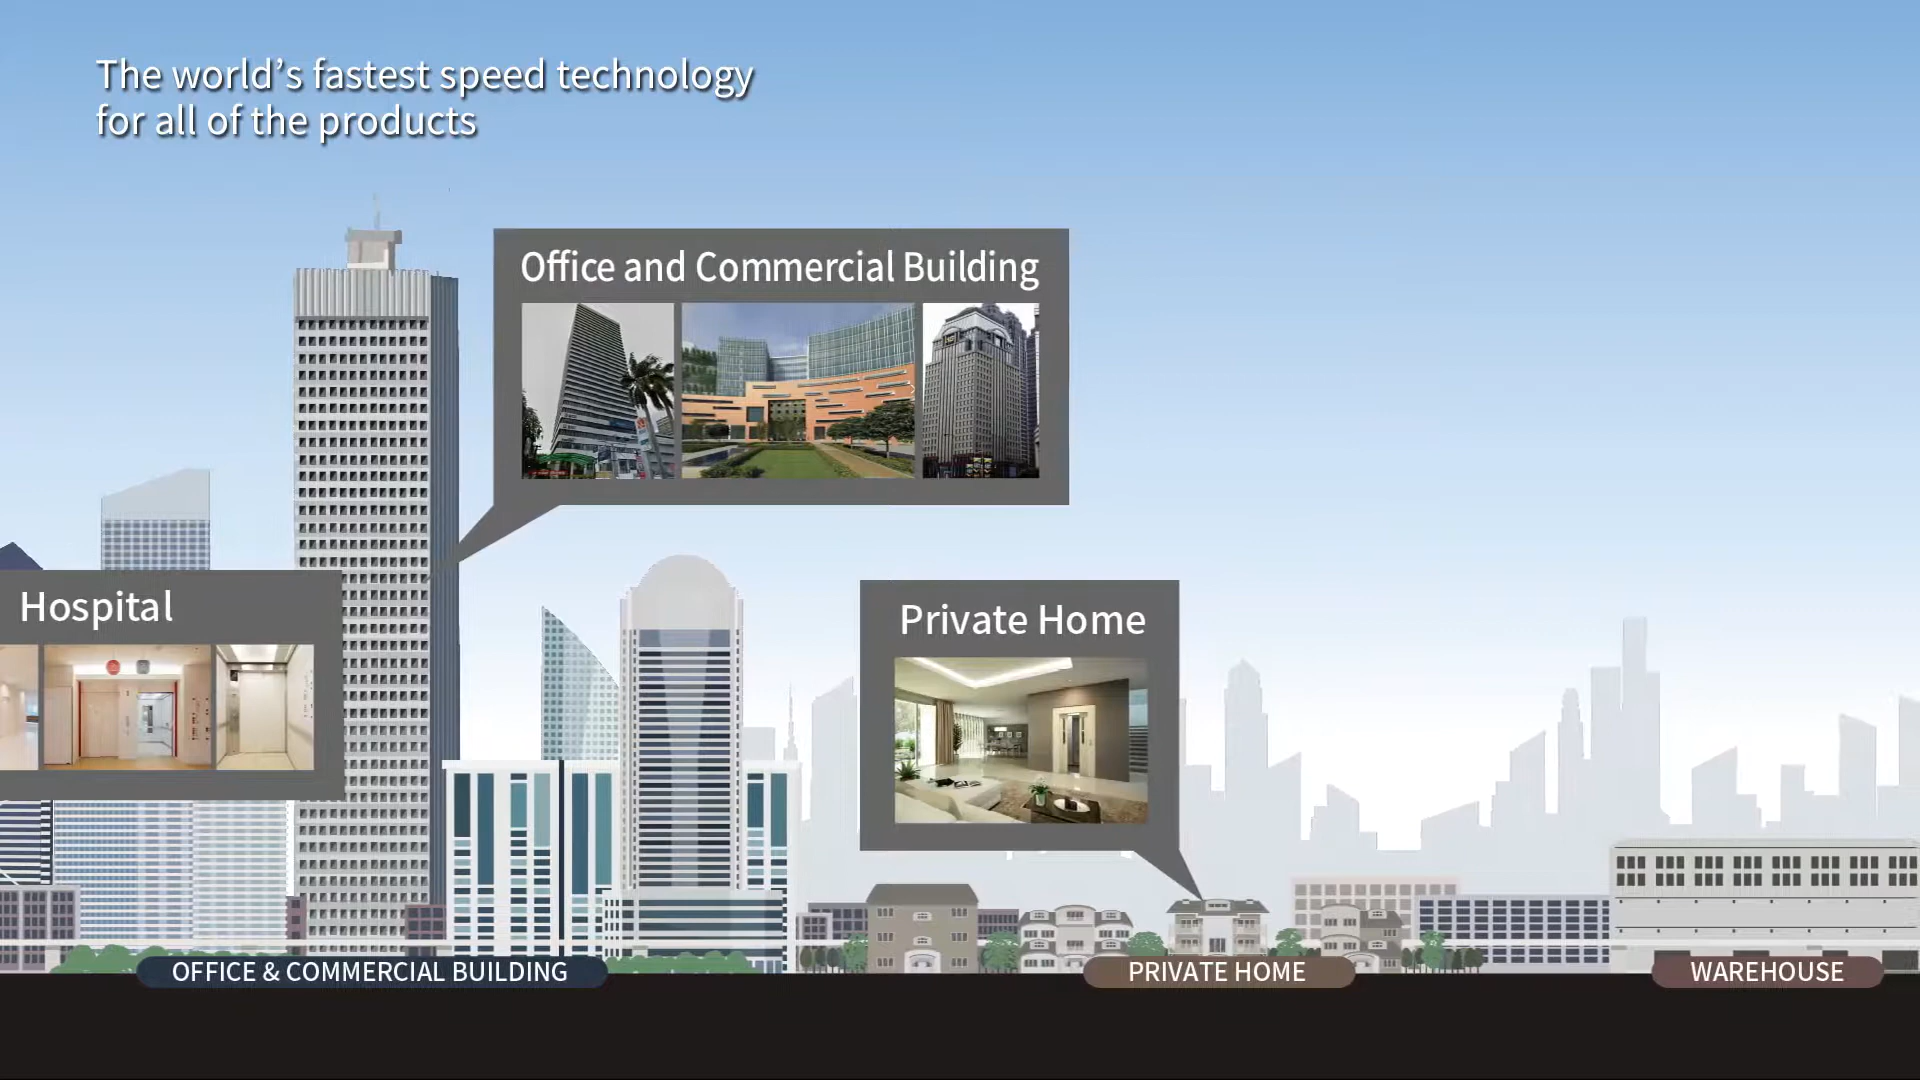 The world’s fastest speed technology
for all of the products
Office and Commercial Building
Hospital
Private Home
OFFICE & COMMERCIAL BUILDING
PRIVATE HOME
WAREHOUSE